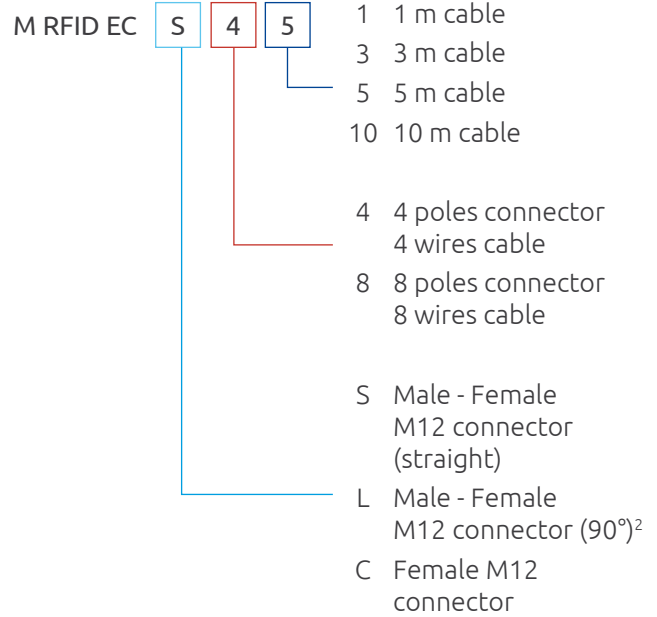 M RFID EC S 4 5
1 1 m cable
3 3 m cable
5 5 m cable
10 10 m cable
4 4 poles connector
4 wires cable
8 8 poles connector
8 wires cable
S Male - Female
M12 connector
(straight)
L Male - Female
M12 connector (90°)²
C Female M12
connector